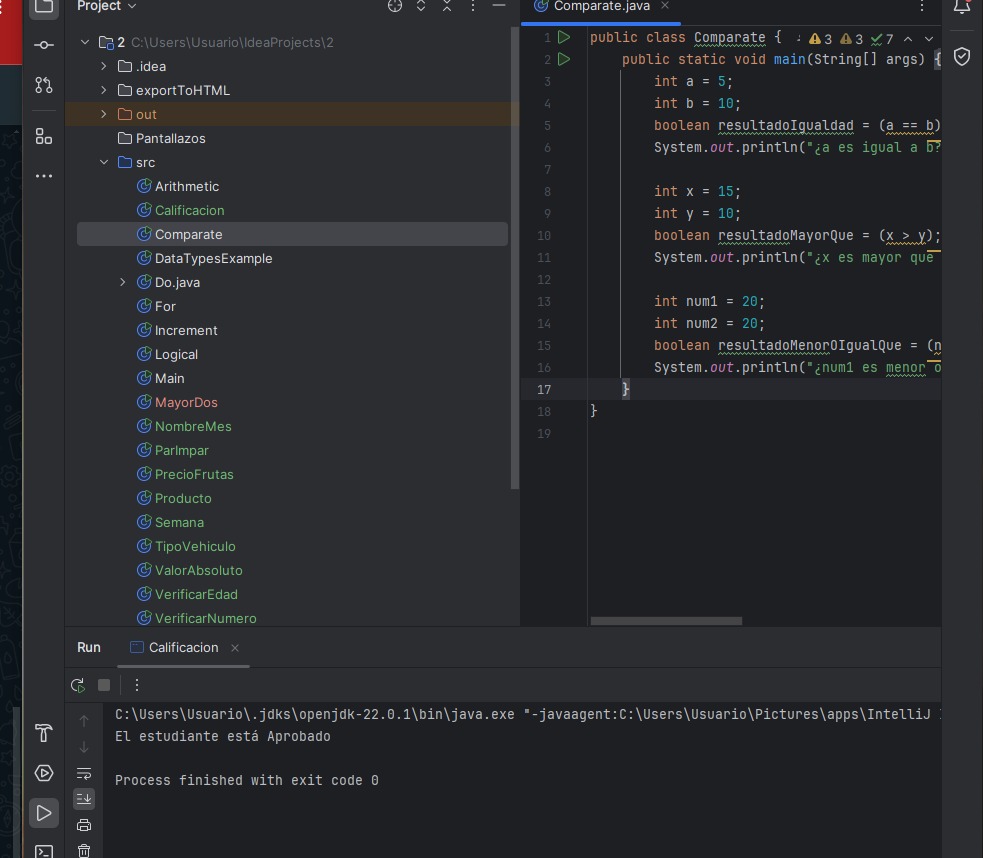 Project
Comparate.java
2 C:\Users\Usuario\IdeaProjects\2
.idea
exportToHTML
out
Pantallazos
src
Arithmetic
Calificacion
Comparate
DataTypesExample
Do.java
For
Increment
Logical
Main
MayorDos
NombreMes
ParImpar
PrecioFrutas
Producto
Semana
TipoVehiculo
ValorAbsoluto
VerificarEdad
VerificarNumero
3 3 7
1 public class Comparate {
2 public static void main(String[] args) {
3 int a = 5;
4 int b = 10;
5 boolean resultadoIgualdad = (a == b)
6 System.out.println("¿a es igual a b?
7
8 int x = 15;
9 int y = 10;
10 boolean resultadoMayorQue = (x > y);
11 System.out.println("¿x es mayor que
12
13 int num1 = 20;
14 int num2 = 20;
15 boolean resultadoMenorOIgualQue = (n
16 System.out.println("¿num1 es menor o
17 }
18 }
19
Run Calificacion
C:\Users\Usuario\.jdks\openjdk-22.0.1\bin\java.exe "-javaagent:C:\Users\Usuario\Pictures\apps\IntelliJ
El estudiante está Aprobado
Process finished with exit code 0